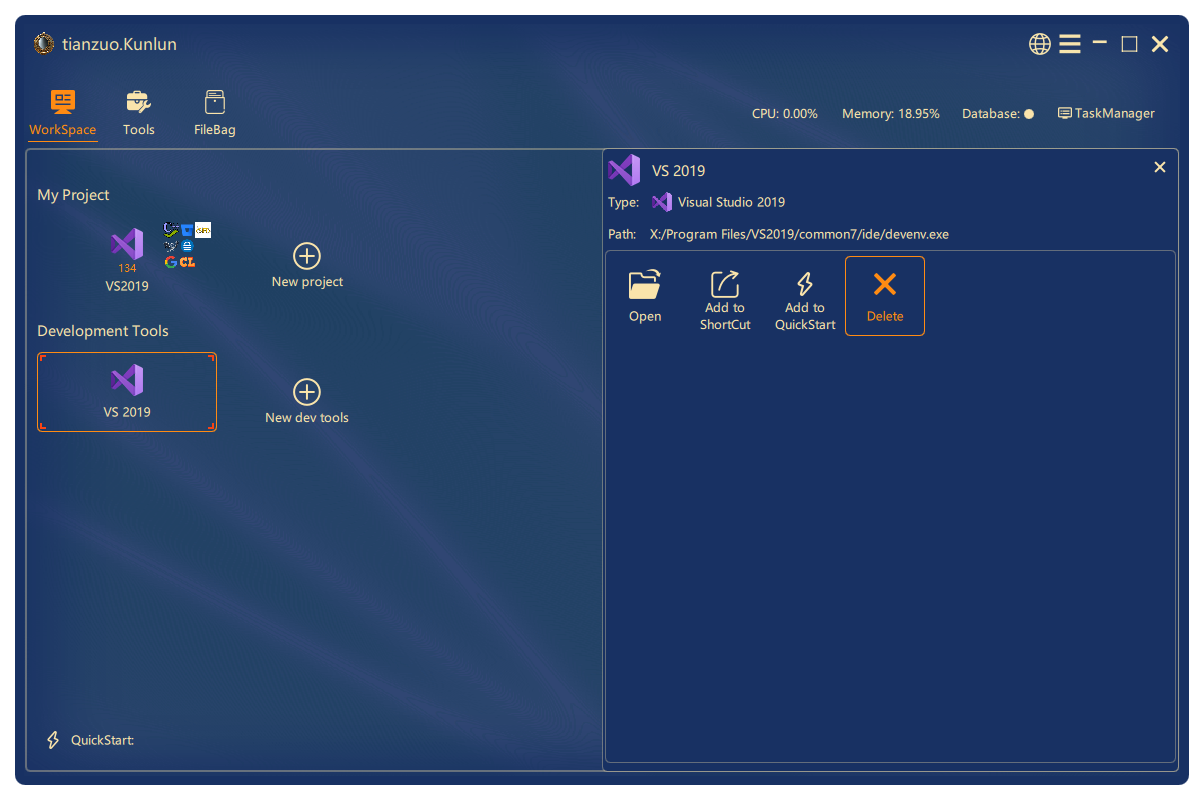 tianzuo.Kunlun
WorkSpace
Tools
FileBag
CPU: 0.00%
Memory: 18.95%
Database:
TaskManager
My Project
134
VS2019
New project
Development Tools
VS 2019
New dev tools
QuickStart:
VS 2019
Type: Visual Studio 2019
Path: X:/Program Files/VS2019/common7/ide/devenv.exe
Open
Add to
ShortCut
Add to
QuickStart
Delete